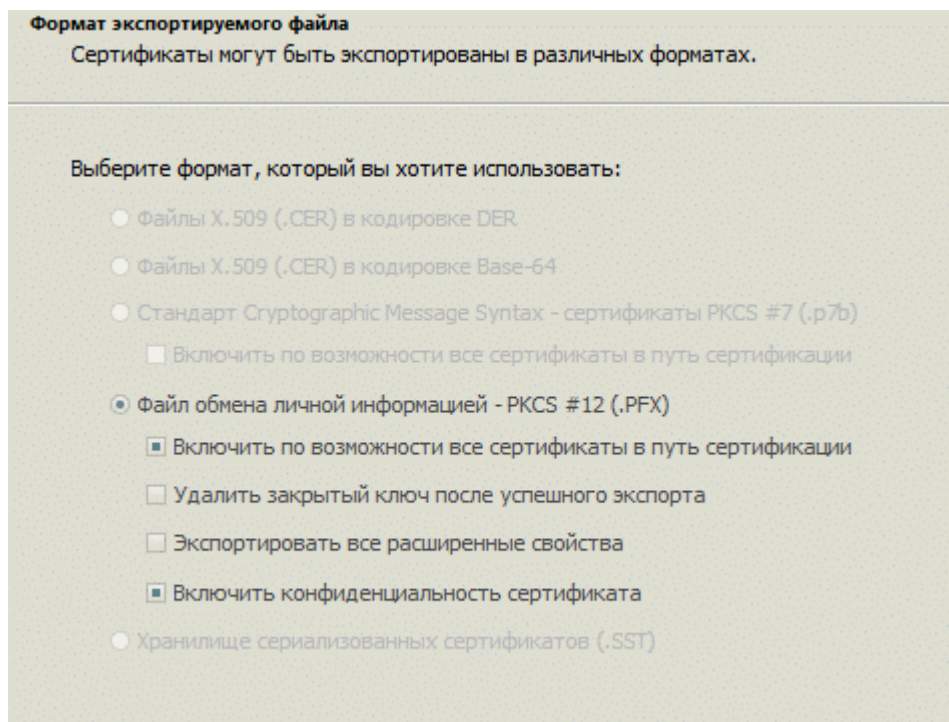 Формат экспортируемого файла
Сертификаты могут быть экспортированы в различных форматах.
Выберите формат, который вы хотите использовать:
Файлы X.509 (.CER) в кодировке DER
Файлы X.509 (.CER) в кодировке Base-64
Стандарт Cryptographic Message Syntax - сертификаты PKCS #7 (.p7b)
Включить по возможности все сертификаты в путь сертификации
Файл обмена личной информацией - PKCS #12 (.PFX)
Включить по возможности все сертификаты в путь сертификации
Удалить закрытый ключ после успешного экспорта
Экспортировать все расширенные свойства
Включить конфиденциальность сертификата
Хранилище сериализованных сертификатов (.SST)